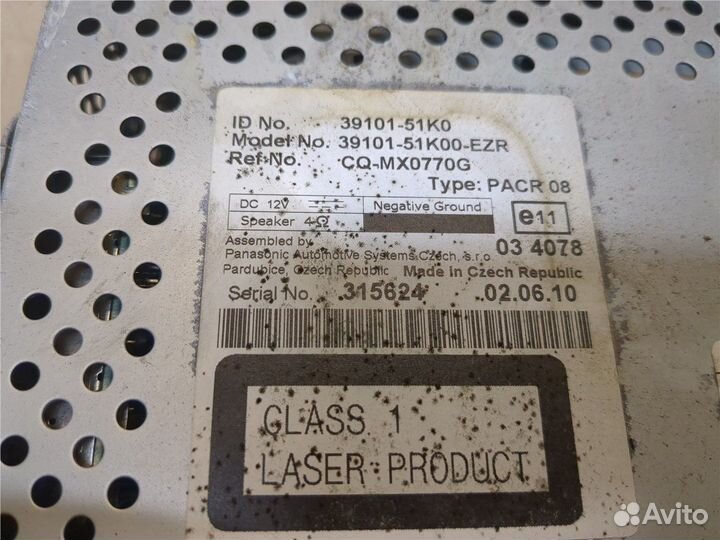 ID No. 39101-51K0
Model No. 39101-51K00-EZR
Ref No. CQ-MX0770G
Type: PACR 08
DC 12V Negative Ground
Speaker 4Ω
e11
Assembled by 03 4078
Panasonic Automotive Systems Czech, s.r.o
Pardubice, Czech Republic Made in Czech Republic
Serial No. 315624 02.06.10
CLASS 1
LASER PRODUCT
Avito